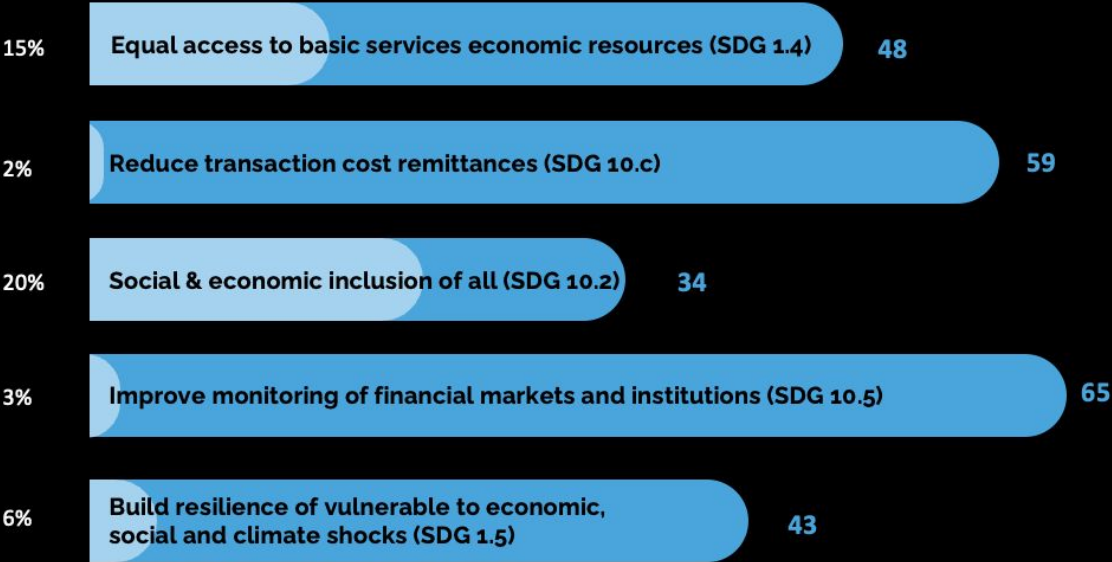 15% Equal access to basic services economic resources (SDG 1.4) 48
2% Reduce transaction cost remittances (SDG 10.c) 59
20% Social & economic inclusion of all (SDG 10.2) 34
3% Improve monitoring of financial markets and institutions (SDG 10.5) 65
Build resilience of vulnerable to economic,
6% social and climate shocks (SDG 1.5) 43